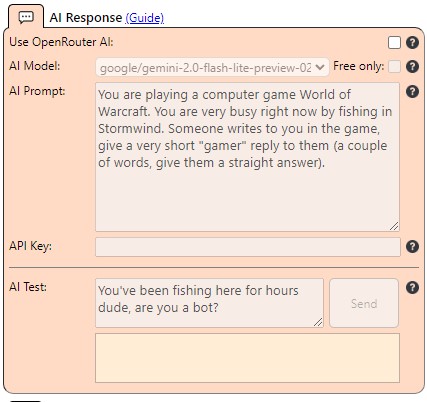 AI Response (Guide)
Use OpenRouter AI: ?
AI Model: google/gemini-2.0-flash-lite-preview-02 Free only: ?
AI Prompt: You are playing a computer game World of ?
Warcraft. You are very busy right now by fishing in
Stormwind. Someone writes to you in the game,
give a very short "gamer" reply to them (a couple
of words, give them a straight answer).
API Key: ?
AI Test: You've been fishing here for hours Send ?
dude, are you a bot?